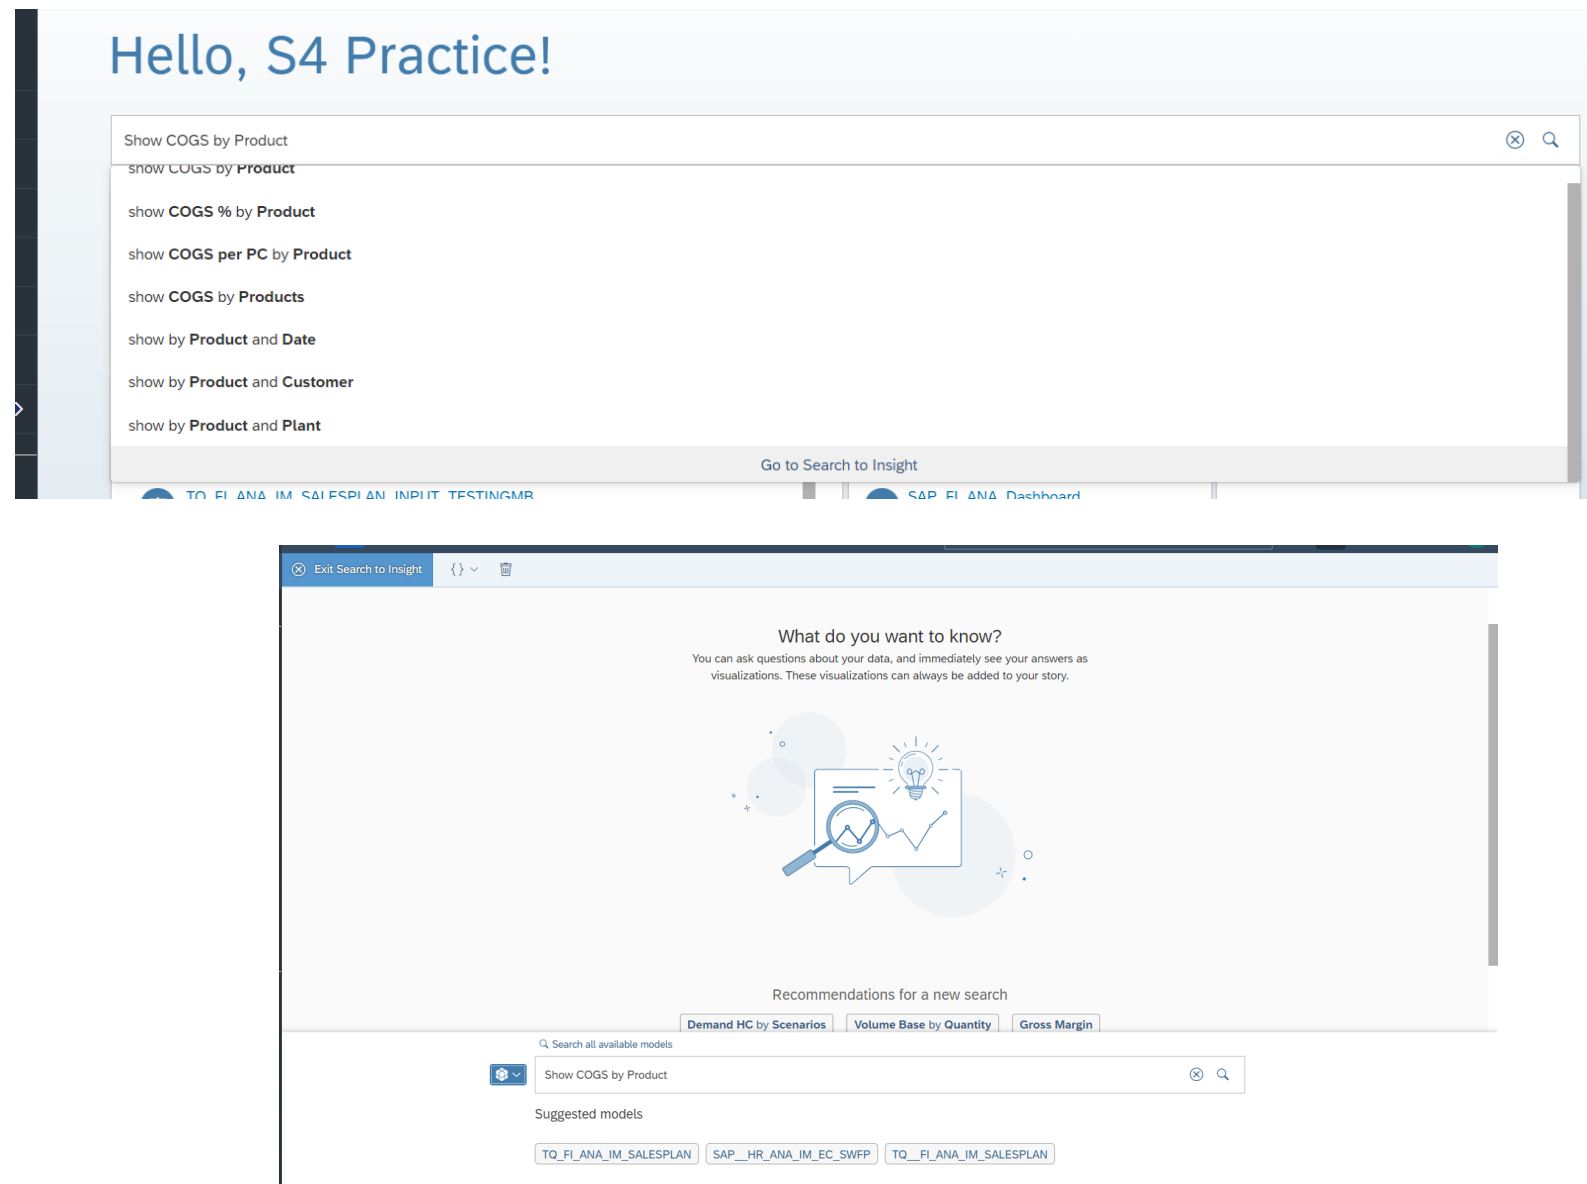 Hello, S4 Practice!
Show COGS by Product
show COGS by Product
show COGS % by Product
show COGS per PC by Product
show COGS by Products
show by Product and Date
show by Product and Customer
show by Product and Plant
Go to Search to Insight
TQ_FI_ANA_IM_SALESPLAN_INPUT_TESTINGMB
SAP_FI_ANA_Dashboard
Exit Search to Insight
{ }
What do you want to know?
You can ask questions about your data, and immediately see your answers as
visualizations. These visualizations can always be added to your story.
Recommendations for a new search
Demand HC by Scenarios
Volume Base by Quantity
Gross Margin
Search all available models
Show COGS by Product
Suggested models
TQ_FI_ANA_IM_SALESPLAN
SAP__HR_ANA_IM_EC_SWFP
TQ__FI_ANA_IM_SALESPLAN